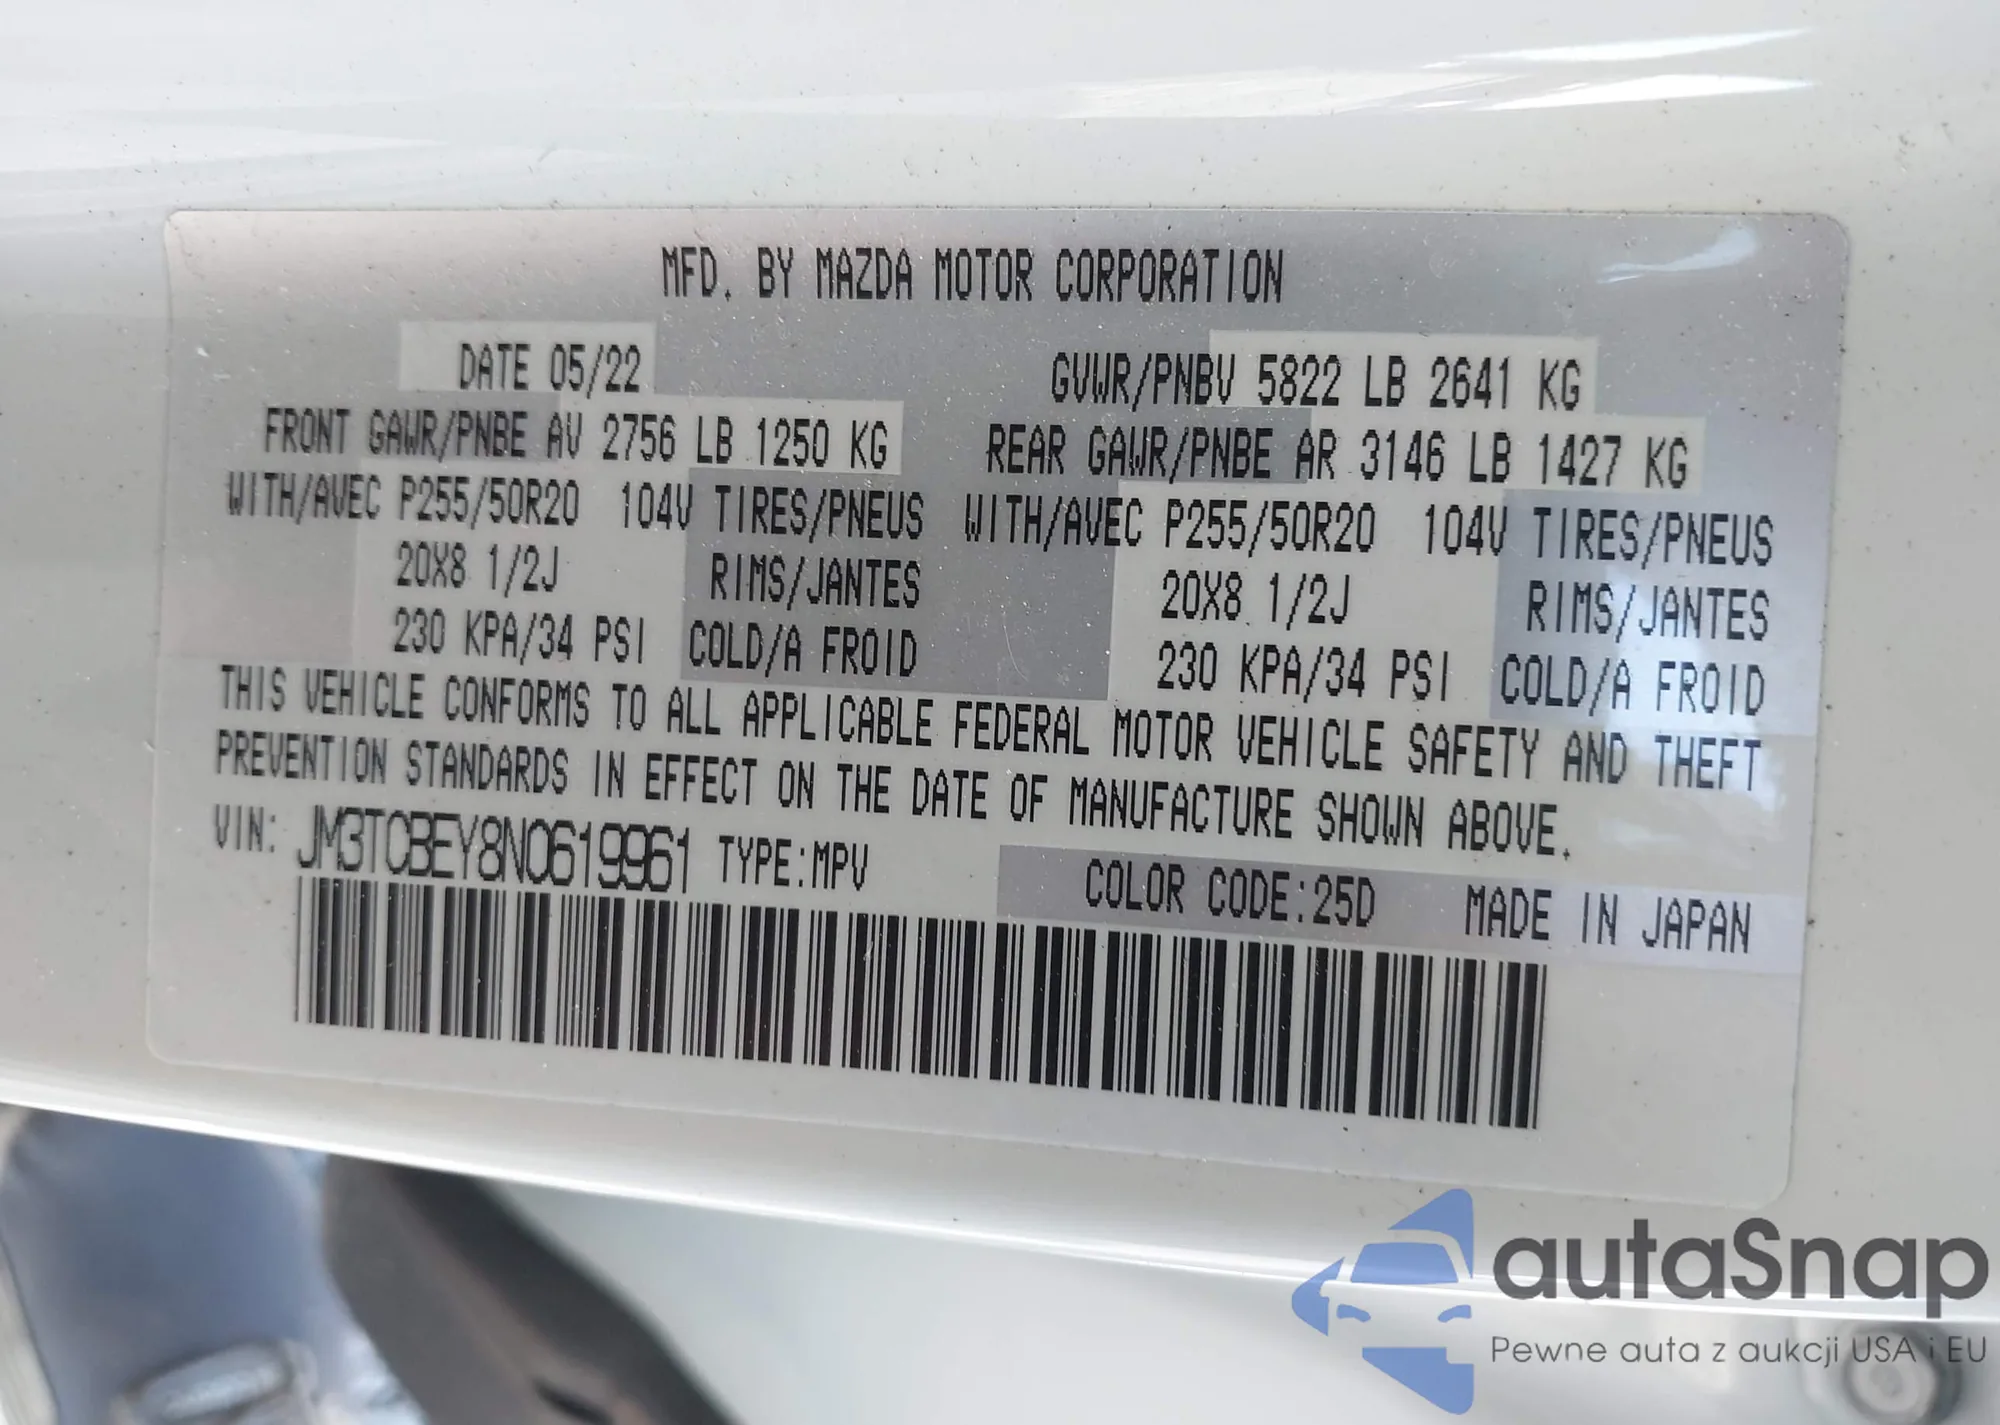 MFD. BY MAZDA MOTOR CORPORATION
DATE 05/22 GVWR/PNBV 5822 LB 2641 KG
FRONT GAWR/PNBE AV 2756 LB 1250 KG REAR GAWR/PNBE AR 3146 LB 1427 KG
WITH/AVEC P255/50R20 104V TIRES/PNEUS WITH/AVEC P255/50R20 104V TIRES/PNEUS
20X8 1/2J RIMS/JANTES 20X8 1/2J RIMS/JANTES
230 KPA/34 PSI COLD/A FROID 230 KPA/34 PSI COLD/A FROID
THIS VEHICLE CONFORMS TO ALL APPLICABLE FEDERAL MOTOR VEHICLE SAFETY AND THEFT
PREVENTION STANDARDS IN EFFECT ON THE DATE OF MANUFACTURE SHOWN ABOVE.
VIN: JM3TCBEY8N0619961 TYPE:MPV COLOR CODE:25D MADE IN JAPAN
autaSnap
Pewne auta z aukcji USA i EU